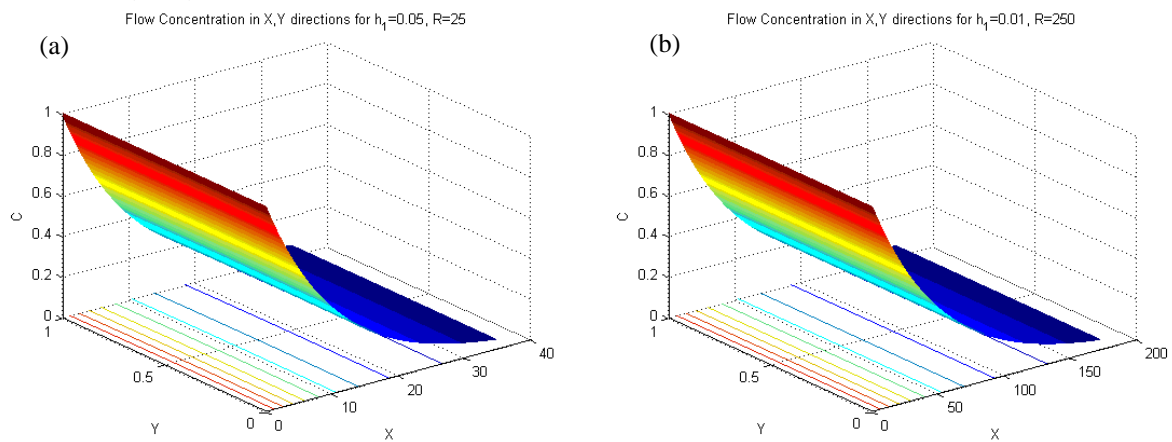 Flow Concentration in X,Y directions for h₁=0.05, R=25
(a)
1
0.8
0.6
0.4
0.2
0
C
1
0.5
0
Y
0
10
20
30
40
X
Flow Concentration in X,Y directions for h₁=0.01, R=250
(b)
1
0.8
0.6
0.4
0.2
0
C
1
0.5
0
Y
0
50
100
150
200
X